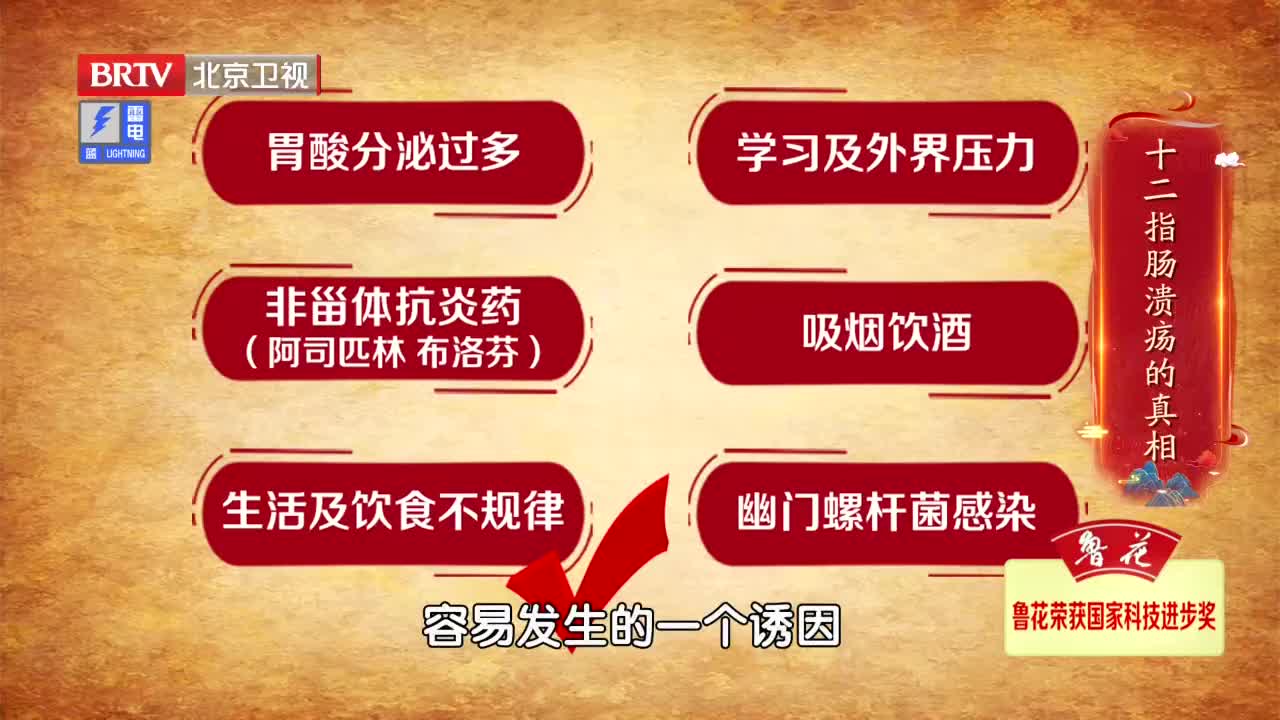 BRTV 北京卫视
雷电
蓝 LIGHTNING
胃酸分泌过多
学习及外界压力
非甾体抗炎药
（阿司匹林 布洛芬）
吸烟饮酒
生活及饮食不规律
幽门螺杆菌感染
十二指肠溃疡的真相
鲁花
鲁花荣获国家科技进步奖
容易发生的一个诱因